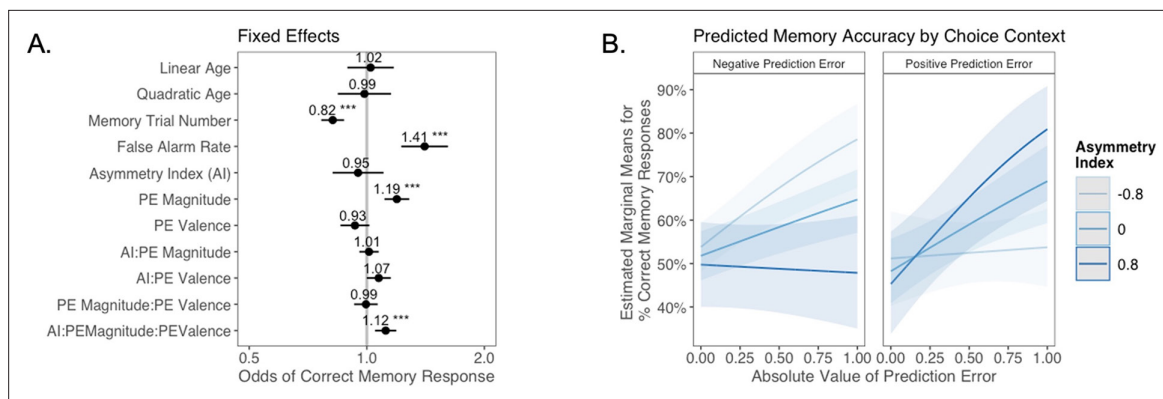 A.
Fixed Effects
Linear Age
Quadratic Age
Memory Trial Number
False Alarm Rate
Asymmetry Index (AI)
PE Magnitude
PE Valence
AI:PE Magnitude
AI:PE Valence
PE Magnitude:PE Valence
AI:PEMagnitude:PEValence
1.02
0.99
0.82 ***
1.41 ***
0.95
1.19 ***
0.93
1.01
1.07
0.99
1.12 ***
0.5 1.0 2.0
Odds of Correct Memory Response
B.
Predicted Memory Accuracy by Choice Context
Negative Prediction Error Positive Prediction Error
Estimated Marginal Means for
% Correct Memory Responses
90%
80%
70%
60%
50%
40%
0.00 0.25 0.50 0.75 1.00 0.00 0.25 0.50 0.75 1.00
Absolute Value of Prediction Error
Asymmetry
Index
-0.8
0
0.8